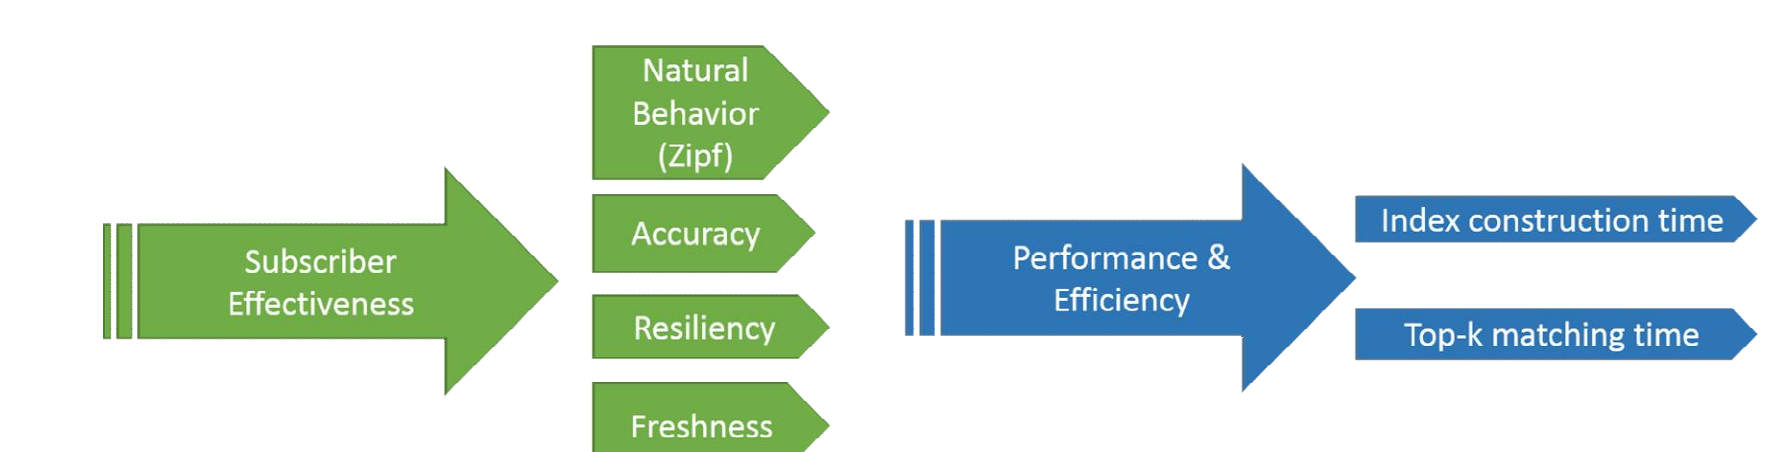 Subscriber
Effectiveness
Natural
Behavior
(Zipf)
Accuracy
Resiliency
Freshness
Performance &
Efficiency
Index construction time
Top-k matching time